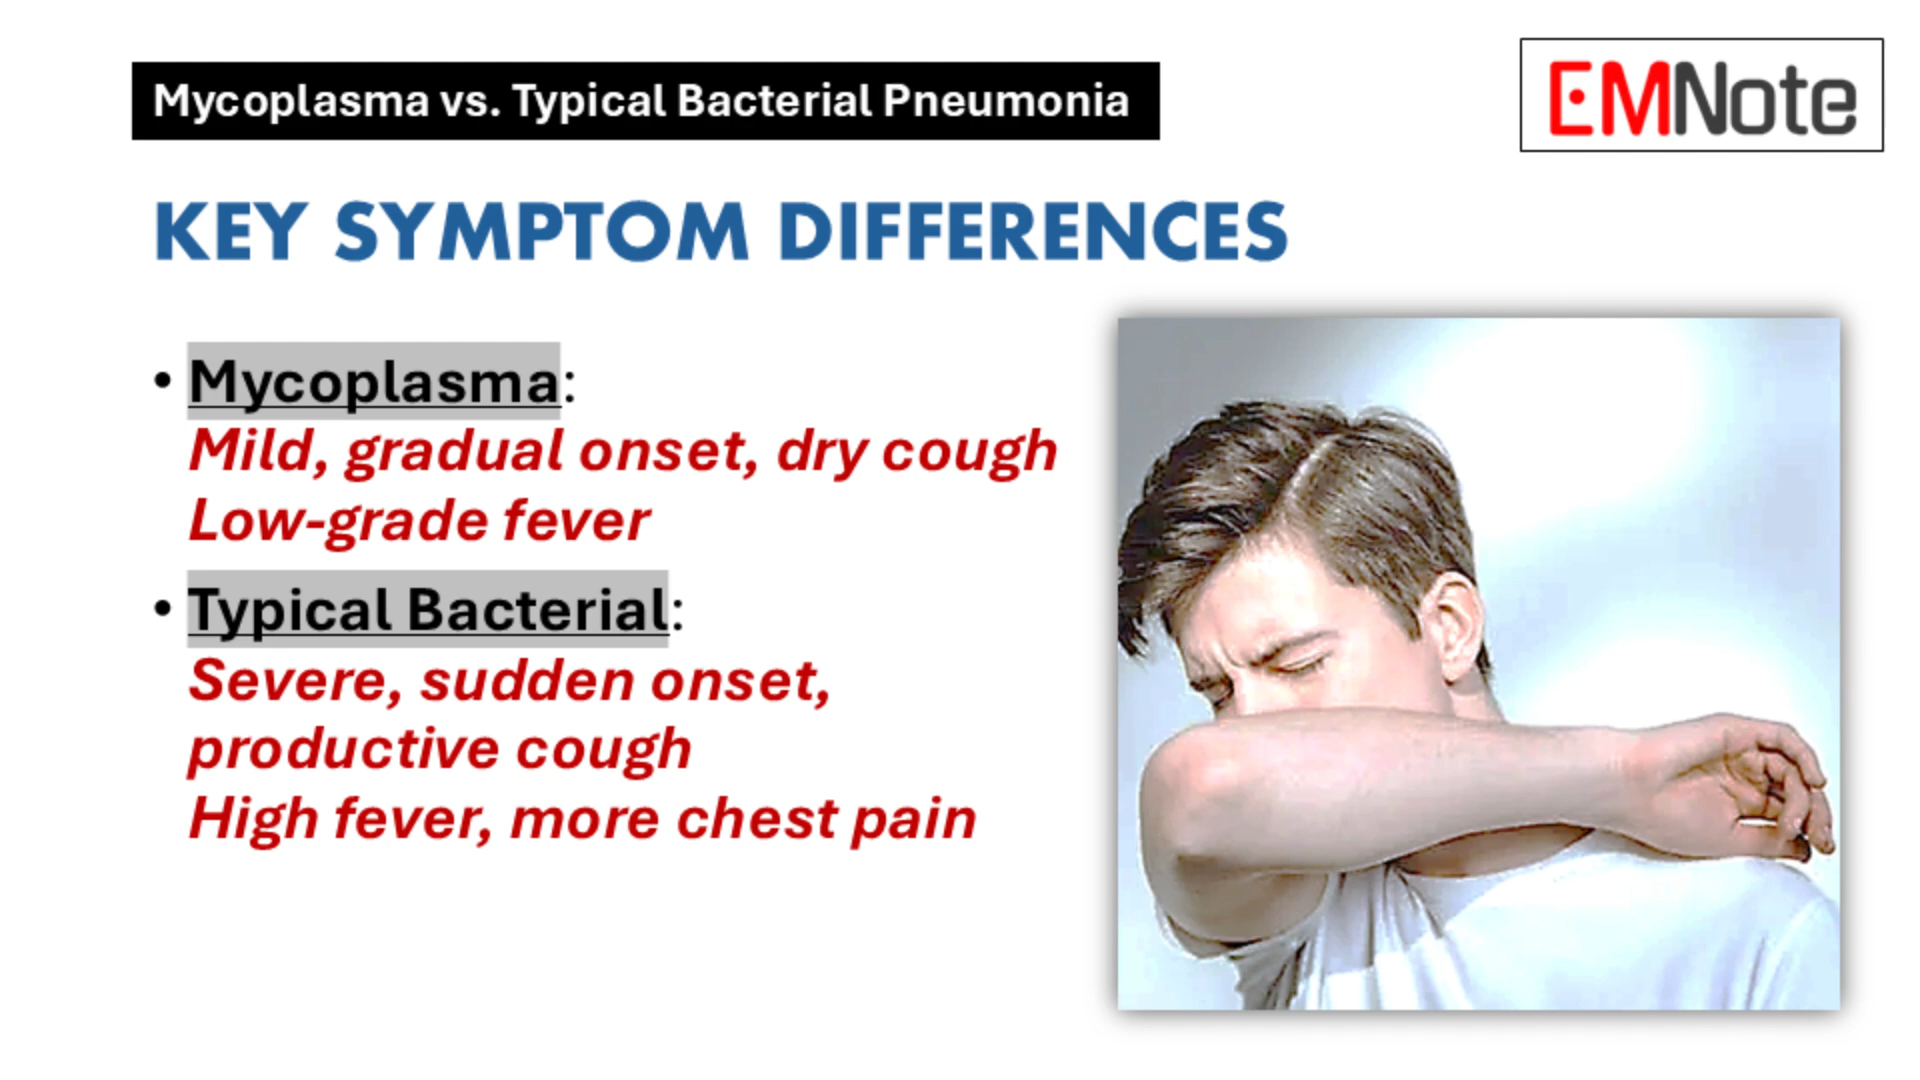 Mycoplasma vs. Typical Bacterial Pneumonia
EMNote
KEY SYMPTOM DIFFERENCES
• Mycoplasma:
Mild, gradual onset, dry cough
Low-grade fever
• Typical Bacterial:
Severe, sudden onset,
productive cough
High fever, more chest pain